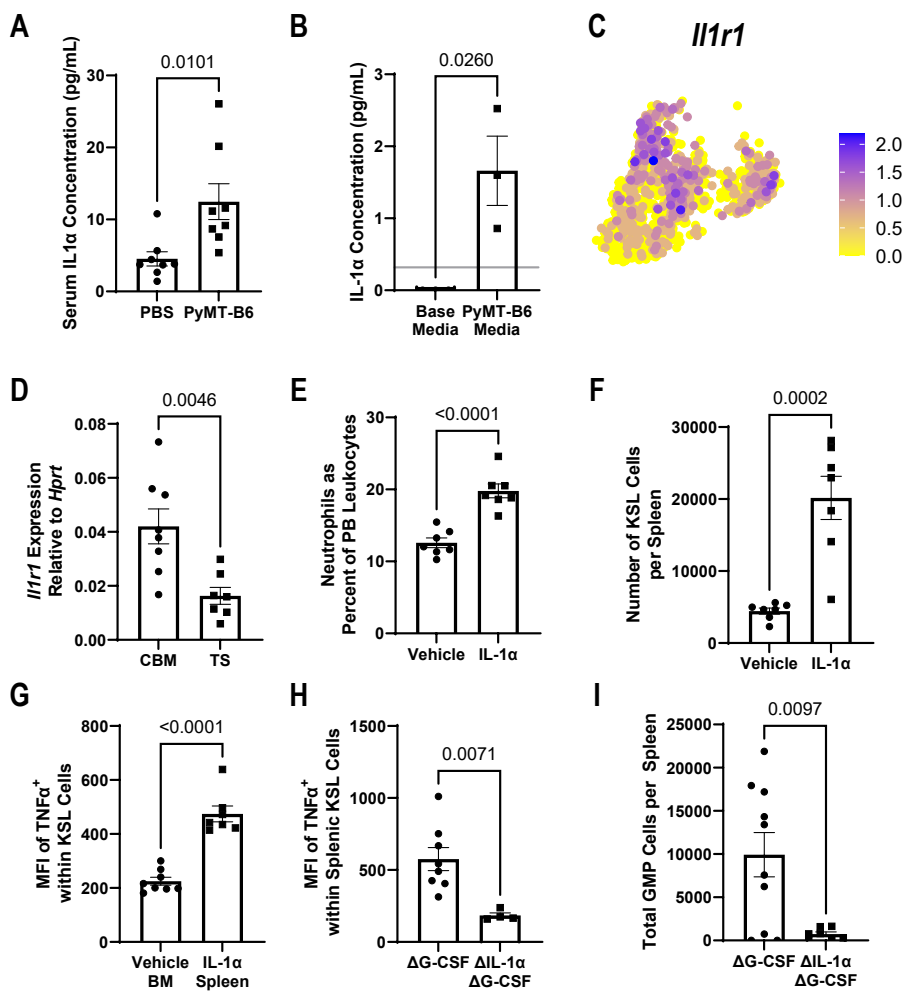 A
Serum IL1α Concentration (pg/mL)
30
20
10
0
0.0101
PBS
PyMT-B6
B
IL-1α Concentration (pg/mL)
3
2
1
0
0.0260
Base
Media
PyMT-B6
Media
C
Il1r1
2.0
1.5
1.0
0.5
0.0
D
Il1r1 Expression
Relative to Hprt
0.08
0.06
0.04
0.02
0.00
0.0046
CBM
TS
E
Neutrophils as
Percent of PB Leukocytes
30
20
10
0
<0.0001
Vehicle
IL-1α
F
Number of KSL Cells
per Spleen
30000
20000
10000
0
0.0002
Vehicle
IL-1α
G
MFI of TNFα⁺
within KSL Cells
800
600
400
200
0
<0.0001
Vehicle
BM
IL-1α
Spleen
H
MFI of TNFα⁺
within Splenic KSL Cells
1500
1000
500
0
0.0071
ΔG-CSF
ΔIL-1α
ΔG-CSF
I
Total GMP Cells per Spleen
25000
20000
15000
10000
5000
0
0.0097
ΔG-CSF
ΔIL-1α
ΔG-CSF